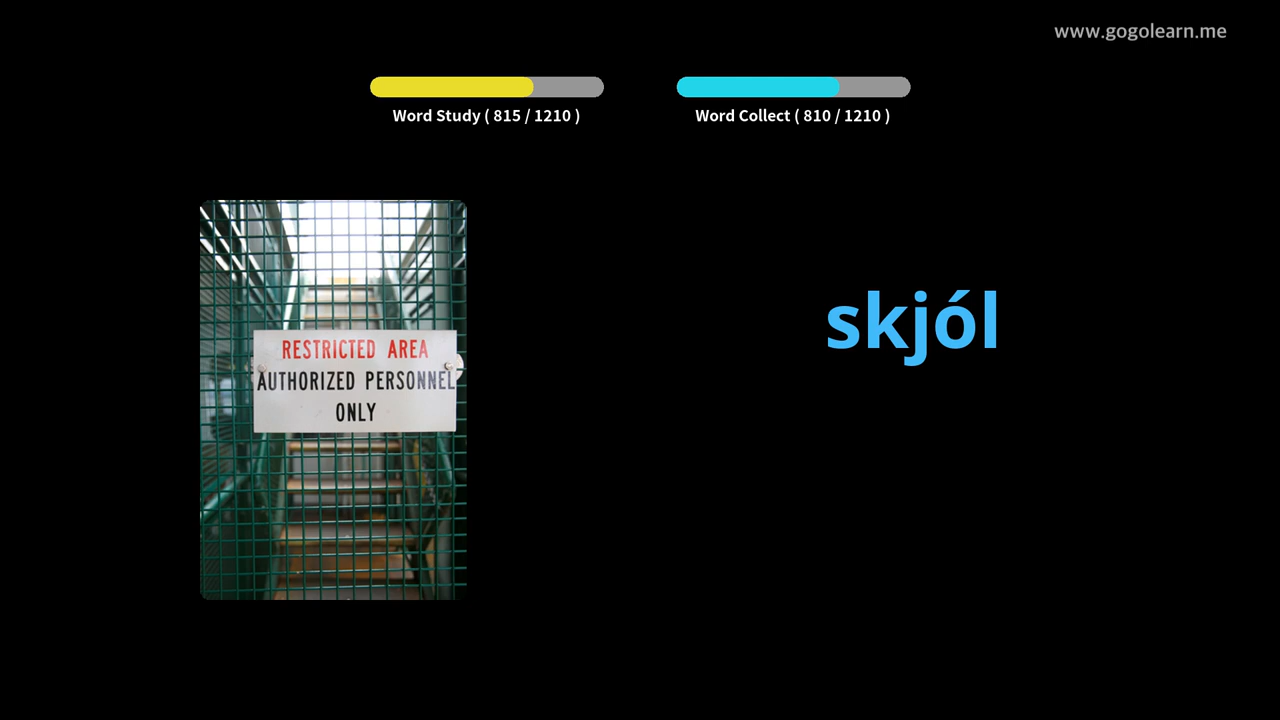 www.gogolearn.me
Word Study ( 815 / 1210 )
Word Collect ( 810 / 1210 )
RESTRICTED AREA
AUTHORIZED PERSONNEL
ONLY
skjól